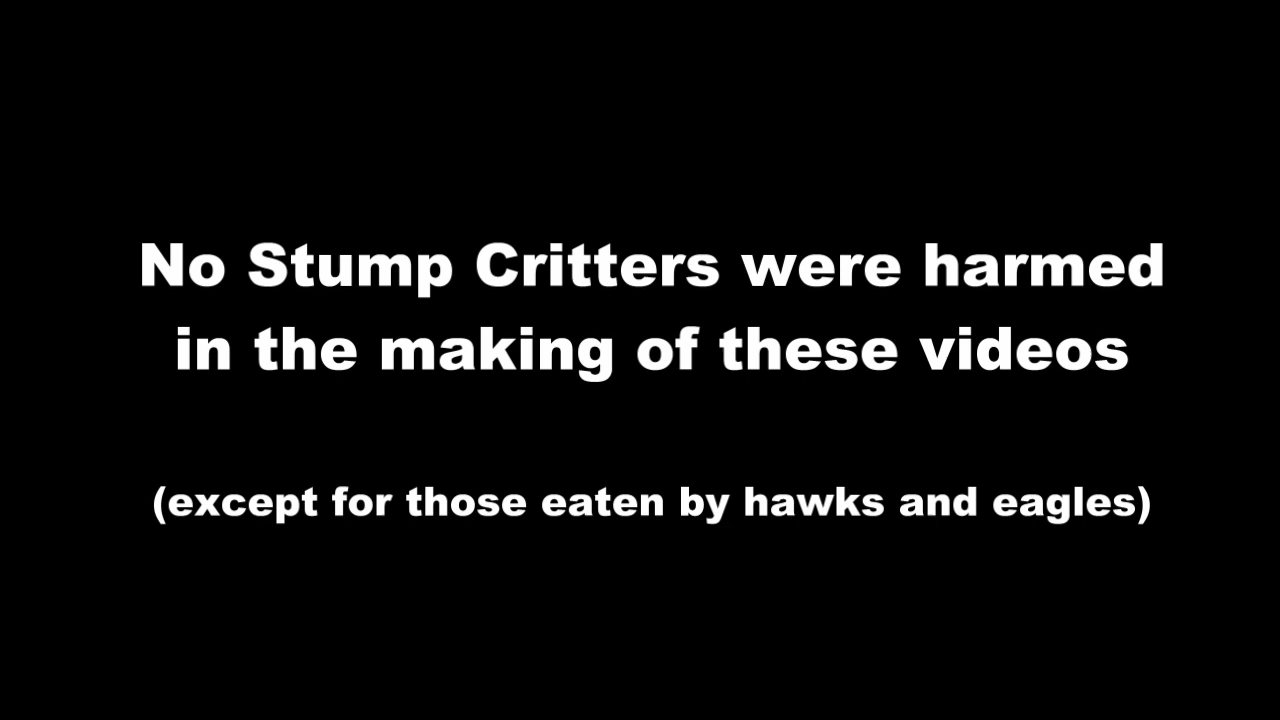 No Stump Critters were harmed
in the making of these videos
(except for those eaten by hawks and eagles)